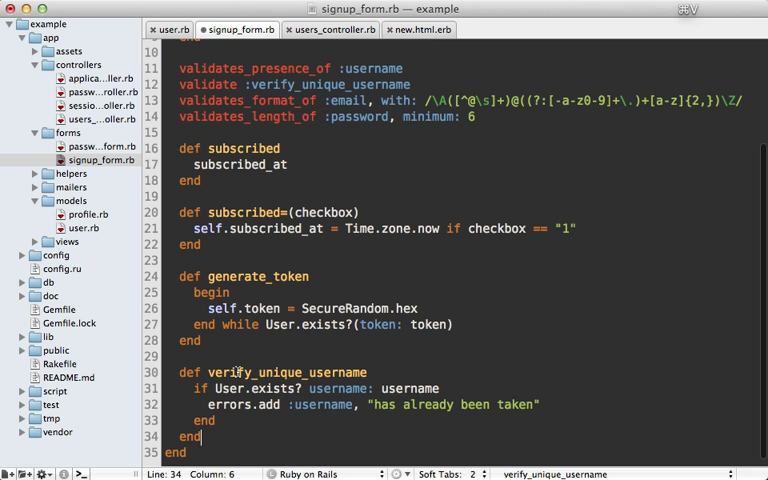 signup_form.rb — example
⌘V
example
app
assets
controllers
applica...ller.rb
passw...roller.rb
sessio...oller.rb
users_...oller.rb
forms
passw...form.rb
signup_form.rb
helpers
mailers
models
profile.rb
user.rb
views
config
config.ru
db
doc
Gemfile
Gemfile.lock
lib
public
Rakefile
README.md
script
test
tmp
vendor
user.rb
signup_form.rb
users_controller.rb
new.html.erb
10
11 validates_presence_of :username
12 validate :verify_unique_username
13 validates_format_of :email, with: /\A([^@\s]+)@((?:[-a-z0-9]+\.)+[a-z]{2,})\Z/
14 validates_length_of :password, minimum: 6
15
16 def subscribed
17 subscribed_at
18 end
19
20 def subscribed=(checkbox)
21 self.subscribed_at = Time.zone.now if checkbox == "1"
22 end
23
24 def generate_token
25 begin
26 self.token = SecureRandom.hex
27 end while User.exists?(token: token)
28 end
29
30 def verify_unique_username
31 if User.exists? username: username
32 errors.add :username, "has already been taken"
33 end
34 end
35 end
Line: 34 Column: 6 Ruby on Rails Soft Tabs: 2 verify_unique_username